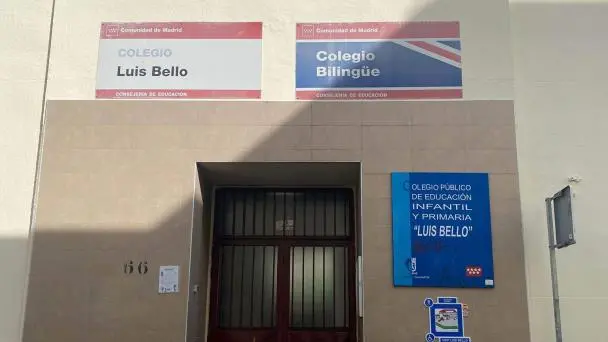 Comunidad de Madrid
COLEGIO
Luis Bello
CONSEJERÍA DE EDUCACIÓN
Comunidad de Madrid
Colegio
Bilingüe
CONSEJERÍA DE EDUCACIÓN
COLEGIO PÚBLICO
DE EDUCACIÓN
INFANTIL
Y PRIMARIA
"LUIS BELLO"
66